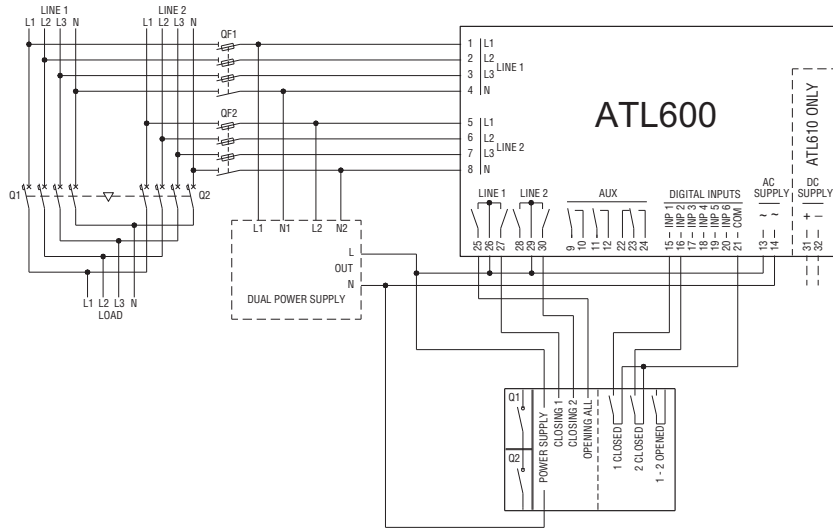 LINE 1
L1 L2 L3 N
LINE 2
L1 L2 L3 N
QF1
QF2
Q1
Q2
L1 L2 L3 N
LOAD
1 L1
2 L2
3 L3
4 N
LINE 1
5 L1
6 L2
7 L3
8 N
LINE 2
ATL600
ATL610 ONLY
LINE 1
25 26 27
LINE 2
28 29 30
AUX
9 10 11 12 22 23 24
DIGITAL INPUTS
15 – INP 1
16 – INP 2
17 – INP 3
18 – INP 4
19 – INP 5
20 – INP 6
21 – COM
AC
SUPPLY
~ ~
13 14
DC
SUPPLY
+ –
31 32
L1 N1 L2 N2
L
OUT
N
DUAL POWER SUPPLY
Q1
Q2
POWER SUPPLY
CLOSING 1
CLOSING 2
OPENING ALL
1 CLOSED
2 CLOSED
1 - 2 OPENED